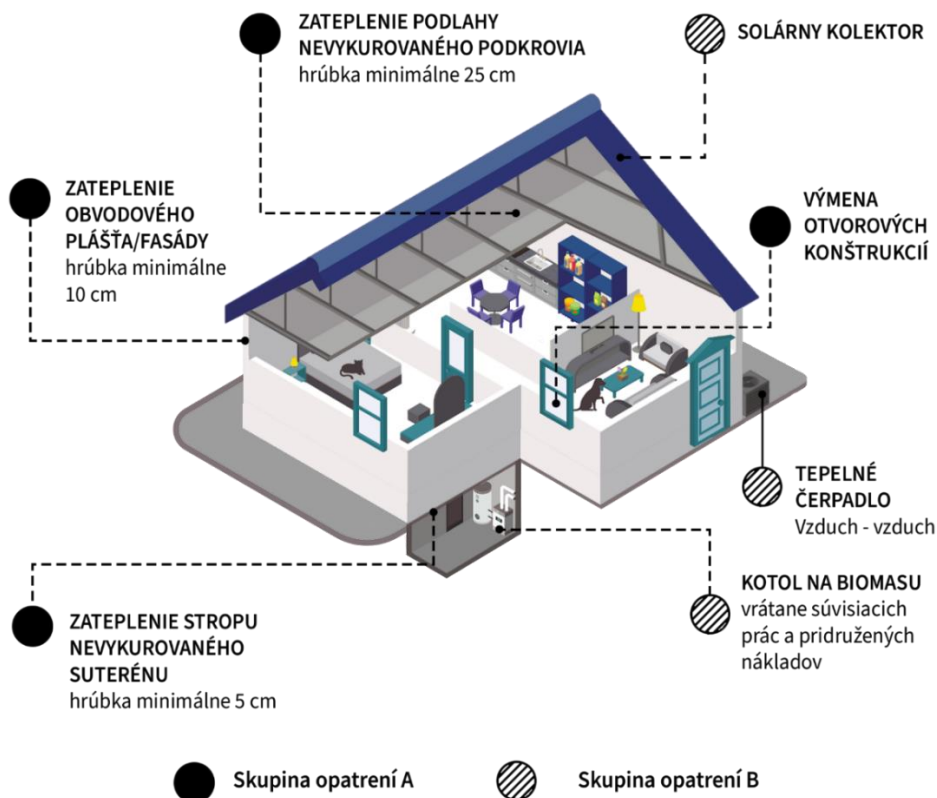 ZATEPLENIE PODLAHY
NEVYKUROVANÉHO PODKROVIA
hrúbka minimálne 25 cm
SOLÁRNY KOLEKTOR
ZATEPLENIE
OBVODOVÉHO
PLÁŠŤA/FASÁDY
hrúbka minimálne
10 cm
VÝMENA
OTVOROVÝCH
KONŠTRUKCIÍ
TEPELNÉ
ČERPADLO
Vzduch - vzduch
KOTOL NA BIOMASU
vrátane súvisiacich
prác a pridružených
nákladov
ZATEPLENIE STROPU
NEVYKUROVANÉHO
SUTERÉNU
hrúbka minimálne 5 cm
Skupina opatrení A
Skupina opatrení B